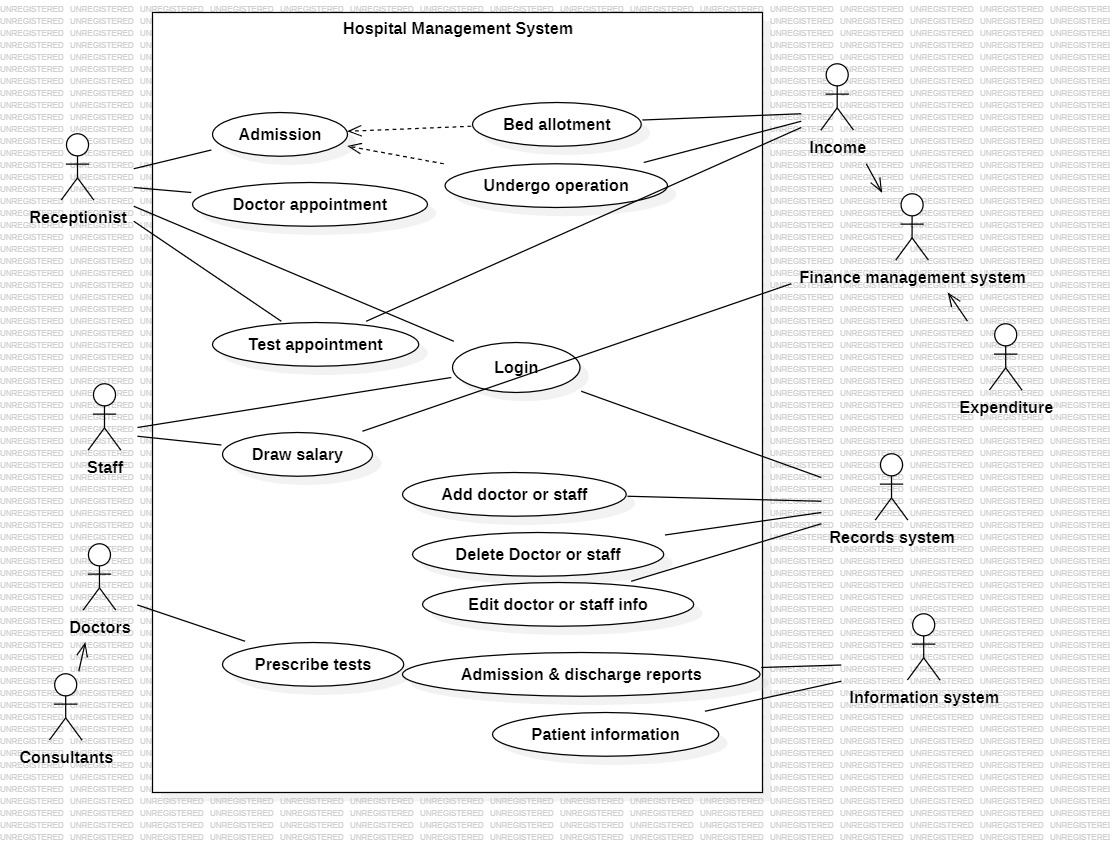 Hospital Management System
Admission
Bed allotment
Income
Undergo operation
Doctor appointment
Receptionist
Finance management system
Test appointment
Login
Expenditure
Staff
Draw salary
Add doctor or staff
Records system
Delete Doctor or staff
Edit doctor or staff info
Doctors
Prescribe tests
Admission & discharge reports
Information system
Patient information
Consultants
UNREGISTERED